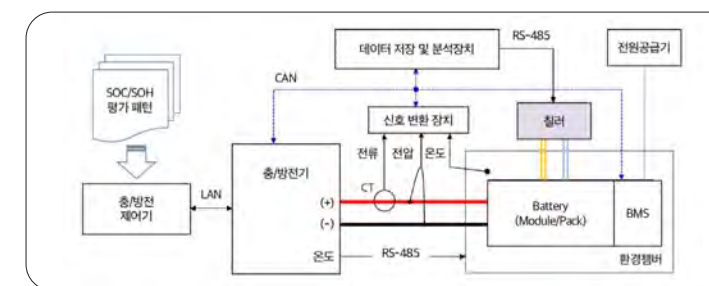 데이터 저장 및 분석장치
RS-485
전원공급기
CAN
SOC/SOH
평가 패턴
신호 변환 장치
칠러
전류 전압 온도
충/방전기
CT
충/방전
제어기
LAN
(+)
(-)
Battery
(Module/Pack)
BMS
온도
RS-485
환경챔버